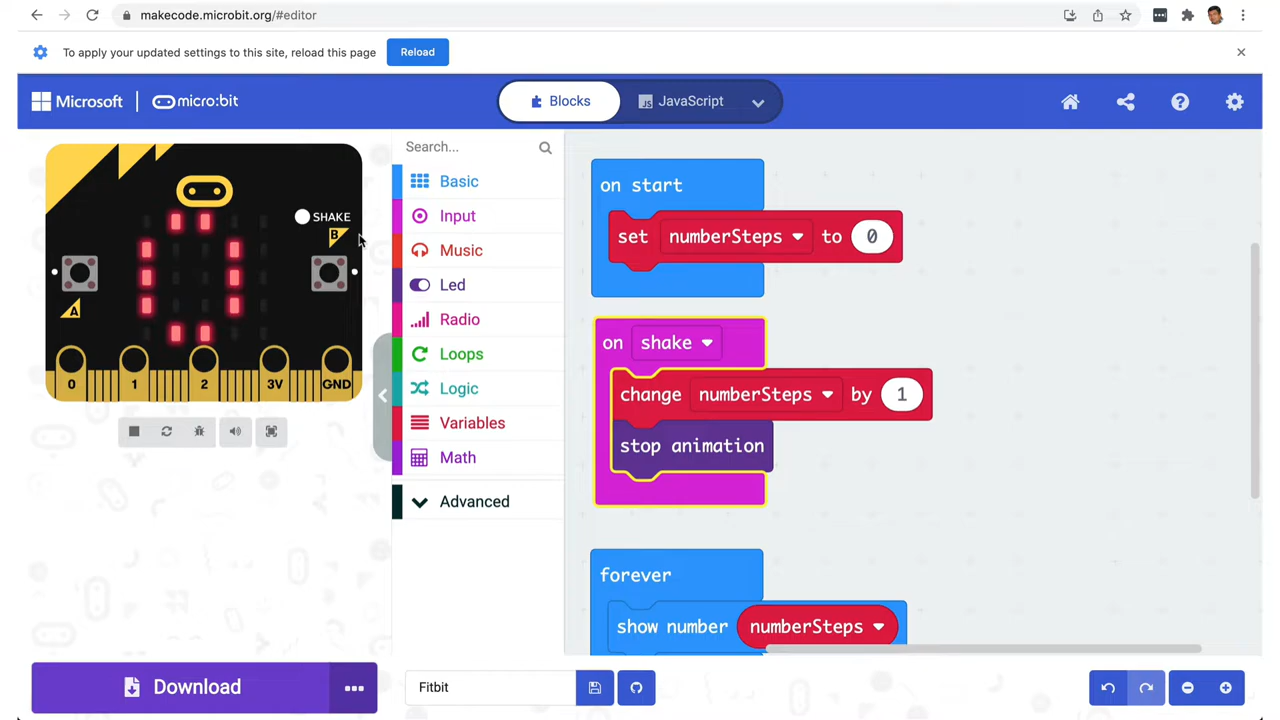 makecode.microbit.org/#editor
To apply your updated settings to this site, reload this page
Reload
Microsoft
micro:bit
Blocks
JS JavaScript
SHAKE
B
A
0 1 2 3V GND
Search...
Basic
Input
Music
Led
Radio
Loops
Logic
Variables
Math
Advanced
on start
set numberSteps to 0
on shake
change numberSteps by 1
stop animation
forever
show number numberSteps
Download
Fitbit